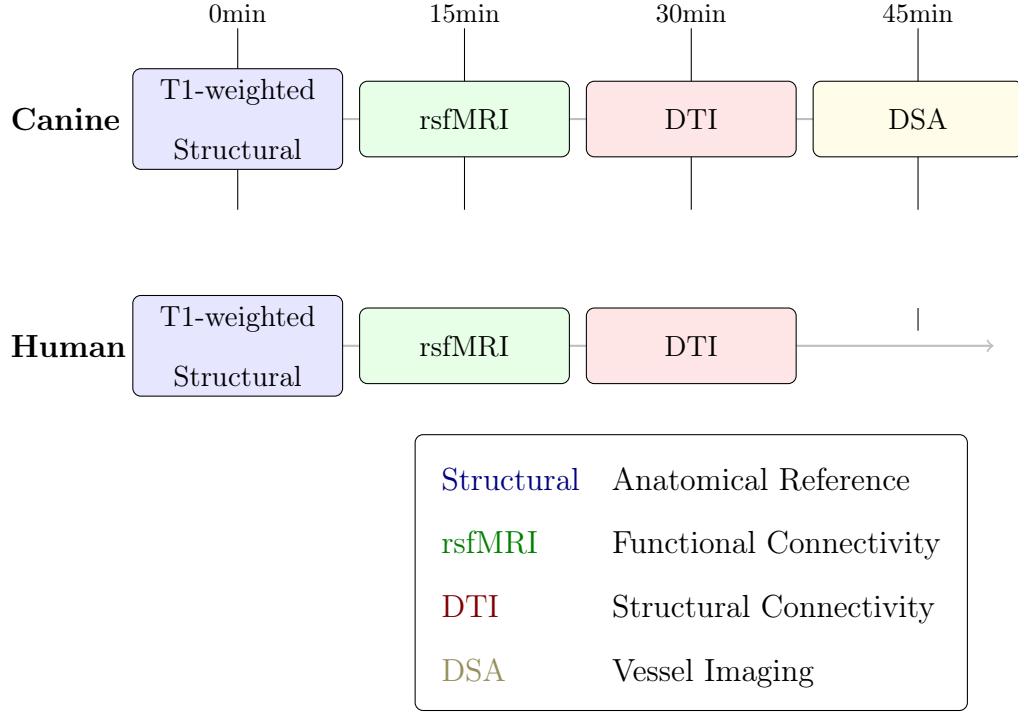 0min 15min 30min 45min
Canine T1-weighted Structural rsfMRI DTI DSA
Human T1-weighted Structural rsfMRI DTI
Structural Anatomical Reference
rsfMRI Functional Connectivity
DTI Structural Connectivity
DSA Vessel Imaging